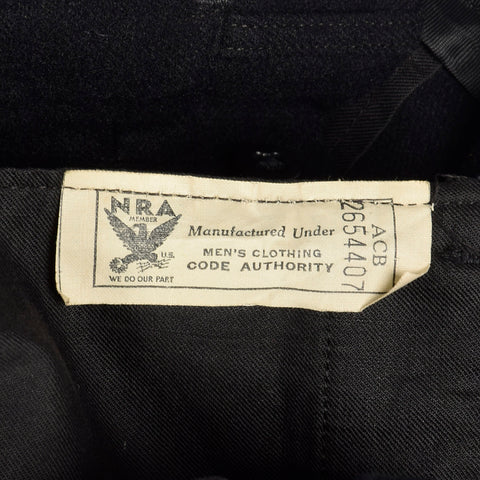 NRA
MEMBER
U.S.
WE DO OUR PART
Manufactured Under
MEN'S CLOTHING
CODE AUTHORITY
ACB
2654407